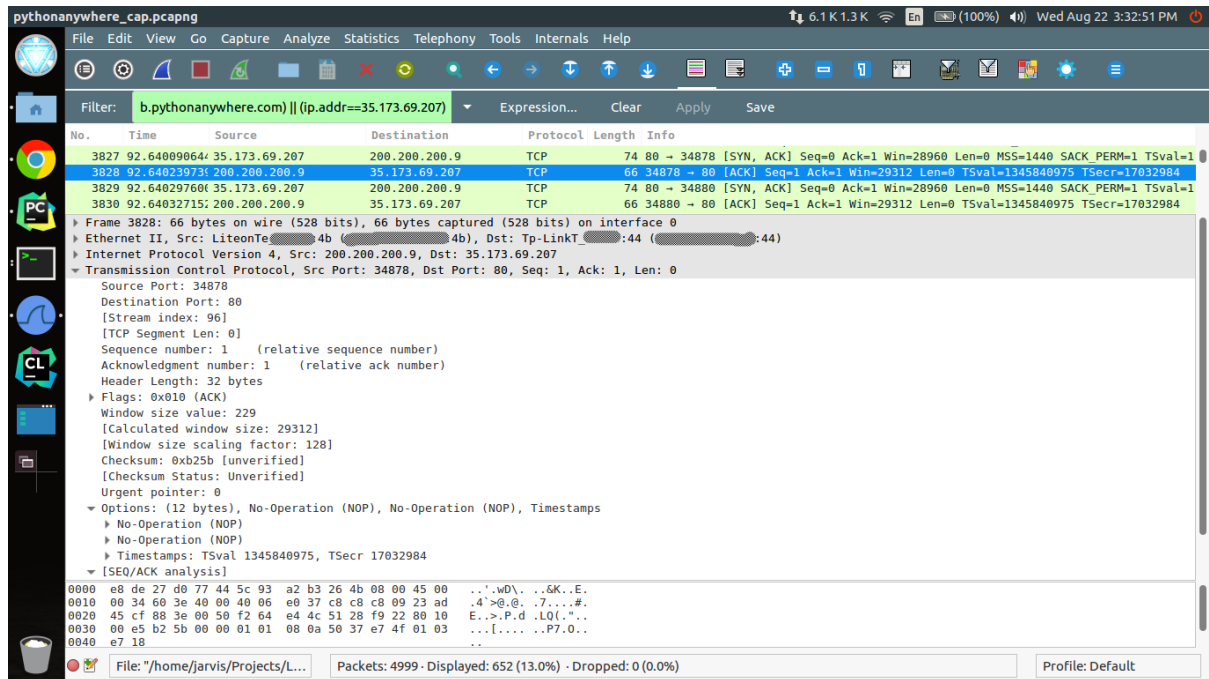 pythonanywhere_cap.pcapng 6.1 K 1.3 K En (100%) Wed Aug 22 3:32:51 PM
File Edit View Go Capture Analyze Statistics Telephony Tools Internals Help
Filter: b.pythonanywhere.com) || (ip.addr==35.173.69.207) Expression... Clear Apply Save
No. Time Source Destination Protocol Length Info
3827 92.64009064 35.173.69.207 200.200.200.9 TCP 74 80 → 34878 [SYN, ACK] Seq=0 Ack=1 Win=28960 Len=0 MSS=1440 SACK_PERM=1 TSval=1
3828 92.64023973 200.200.200.9 35.173.69.207 TCP 66 34878 → 80 [ACK] Seq=1 Ack=1 Win=29312 Len=0 TSval=1345840975 TSecr=17032984
3829 92.64029760 35.173.69.207 200.200.200.9 TCP 74 80 → 34880 [SYN, ACK] Seq=0 Ack=1 Win=28960 Len=0 MSS=1440 SACK_PERM=1 TSval=1
3830 92.64032715 200.200.200.9 35.173.69.207 TCP 66 34880 → 80 [ACK] Seq=1 Ack=1 Win=29312 Len=0 TSval=1345840975 TSecr=17032984
Frame 3828: 66 bytes on wire (528 bits), 66 bytes captured (528 bits) on interface 0
Ethernet II, Src: LiteonTe 4b ( 4b), Dst: Tp-LinkT_ :44 ( :44)
Internet Protocol Version 4, Src: 200.200.200.9, Dst: 35.173.69.207
Transmission Control Protocol, Src Port: 34878, Dst Port: 80, Seq: 1, Ack: 1, Len: 0
Source Port: 34878
Destination Port: 80
[Stream index: 96]
[TCP Segment Len: 0]
Sequence number: 1 (relative sequence number)
Acknowledgment number: 1 (relative ack number)
Header Length: 32 bytes
Flags: 0x010 (ACK)
Window size value: 229
[Calculated window size: 29312]
[Window size scaling factor: 128]
Checksum: 0xb25b [unverified]
[Checksum Status: Unverified]
Urgent pointer: 0
Options: (12 bytes), No-Operation (NOP), No-Operation (NOP), Timestamps
No-Operation (NOP)
No-Operation (NOP)
Timestamps: TSval 1345840975, TSecr 17032984
[SEQ/ACK analysis]
0000 e8 de 27 d0 77 44 5c 93 a2 b3 26 4b 08 00 45 00 ..'.wD\. ..&K..E.
0010 00 34 60 3e 40 00 40 06 e0 37 c8 c8 c8 09 23 ad .4`>@.@. .7....#.
0020 45 cf 88 3e 00 50 f2 64 e4 4c 51 28 f9 22 80 10 E..>.P.d .LQ(."..
0030 00 e5 b2 5b 00 00 01 01 08 0a 50 37 e7 4f 01 03 ...[.... ..P7.O..
0040 e7 18 ..
File: "/home/jarvis/Projects/L... Packets: 4999 · Displayed: 652 (13.0%) · Dropped: 0 (0.0%) Profile: Default
PC
>_
CL